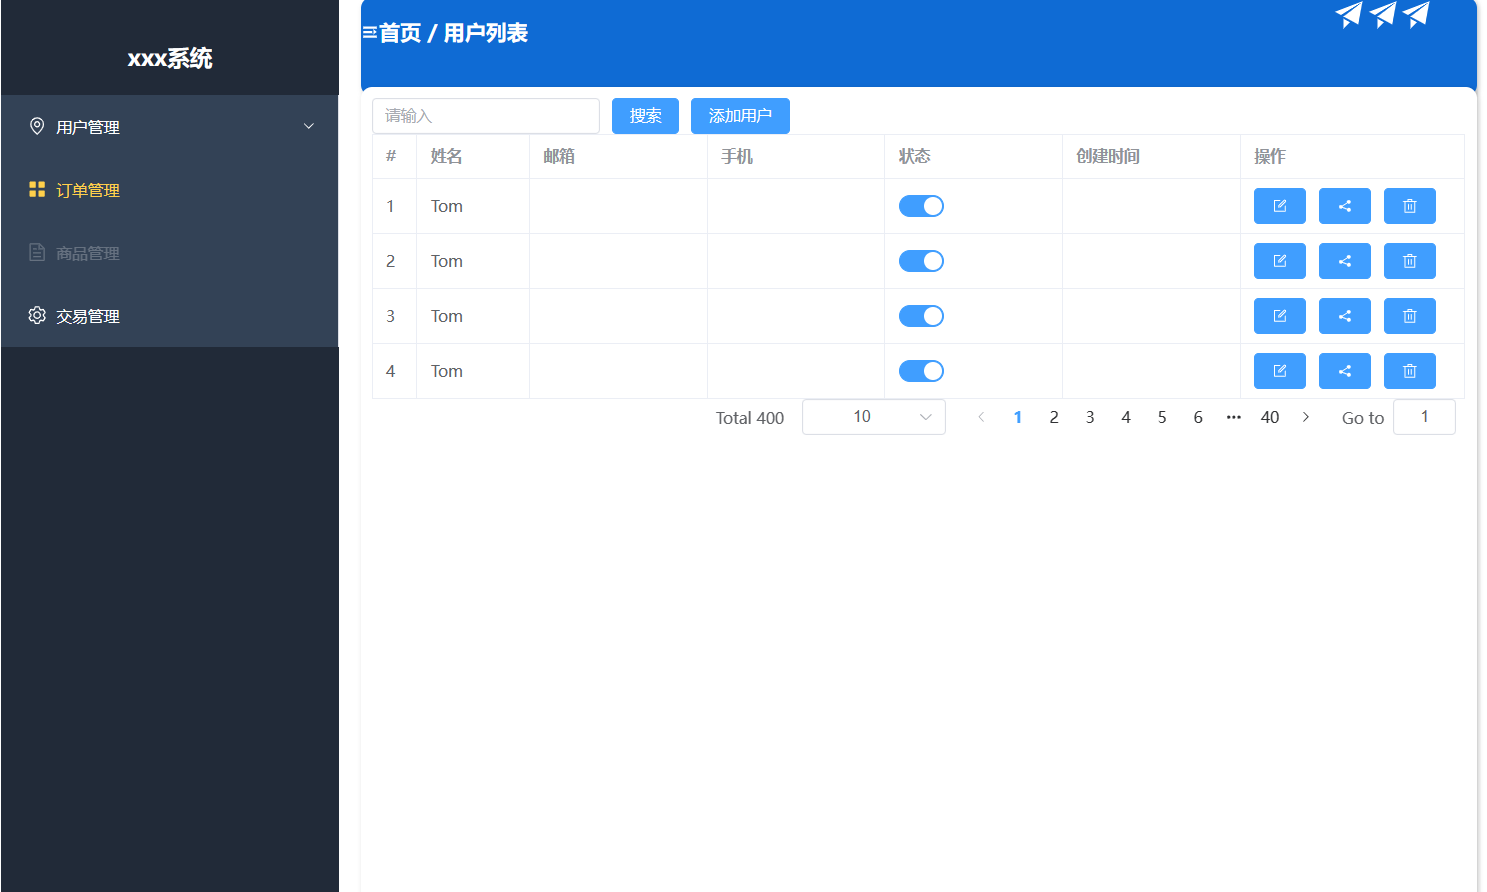 xxx系统
用户管理
订单管理
商品管理
交易管理
首页 / 用户列表
请输入 搜索 添加用户
# 姓名 邮箱 手机 状态 创建时间 操作
1 Tom
2 Tom
3 Tom
4 Tom
Total 400 10 1 2 3 4 5 6 ••• 40 Go to 1